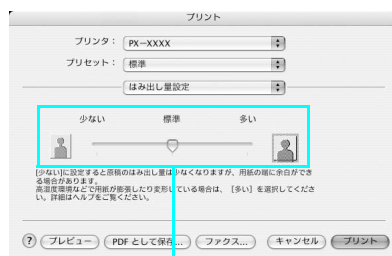 プリント
プリンタ： PX-XXXX
プリセット： 標準
はみ出し量設定
少ない 標準 多い
[少ない]に設定すると原稿のはみ出し量は少なくなりますが、用紙の端に余白ができ
る場合があります。
高温度環境などで用紙が膨張したり変形している場合は、［多い］を選択してくださ
い。詳細はヘルプをご覧ください。
? プレビュー PDF として保存... ファクス... キャンセル プリント